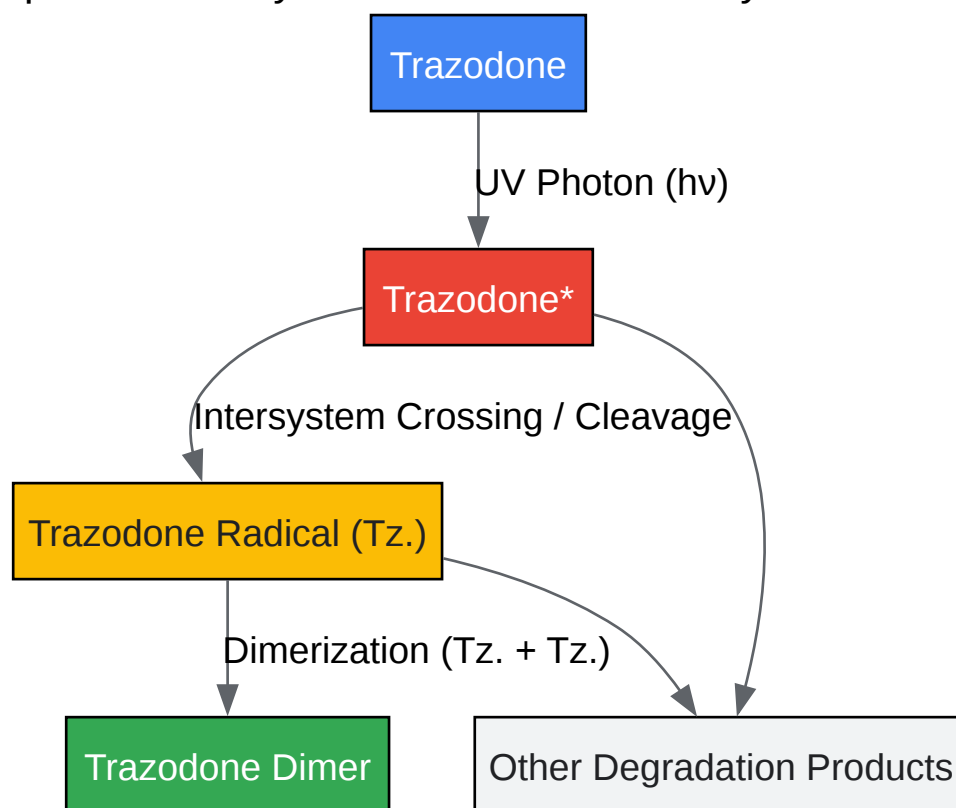 Trazodone
UV Photon (hν)
Trazodone*
Intersystem Crossing / Cleavage
Trazodone Radical (Tz.)
Dimerization (Tz. + Tz.)
Trazodone Dimer
Other Degradation Products